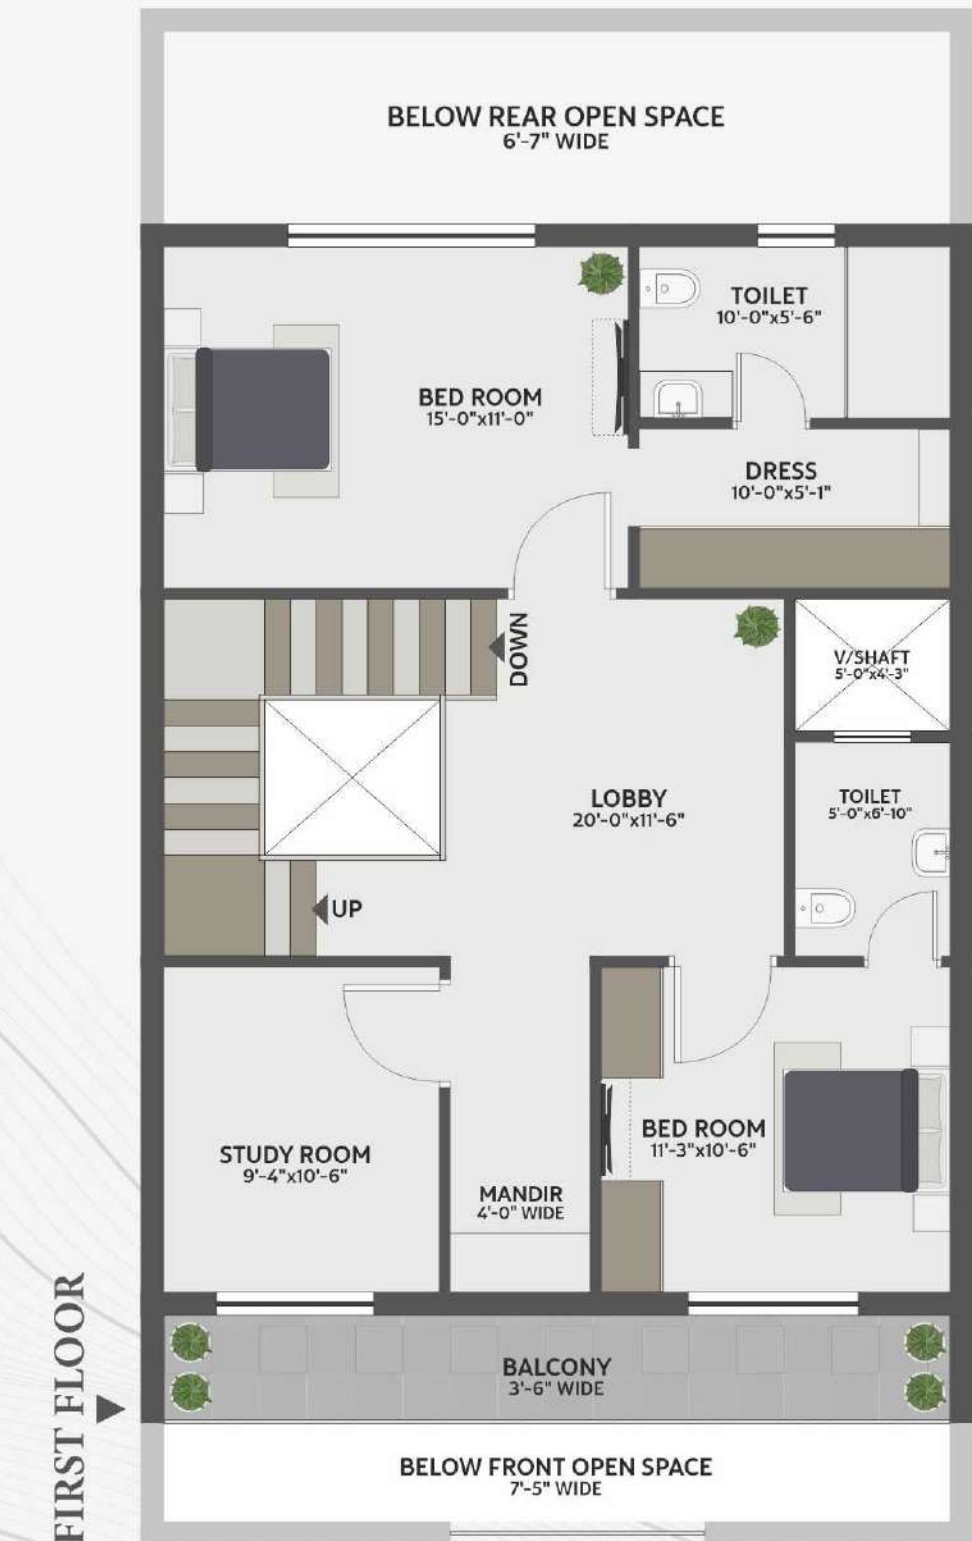 BELOW REAR OPEN SPACE
6'-7" WIDE
TOILET
10'-0"x5'-6"
BED ROOM
15'-0"x11'-0"
DRESS
10'-0"x5'-1"
DOWN
V/SHAFT
5'-0"x4'-3"
LOBBY
20'-0"x11'-6"
TOILET
5'-0"x6'-10"
UP
STUDY ROOM
9'-4"x10'-6"
BED ROOM
11'-3"x10'-6"
MANDIR
4'-0" WIDE
BALCONY
3'-6" WIDE
BELOW FRONT OPEN SPACE
7'-5" WIDE
FIRST FLOOR